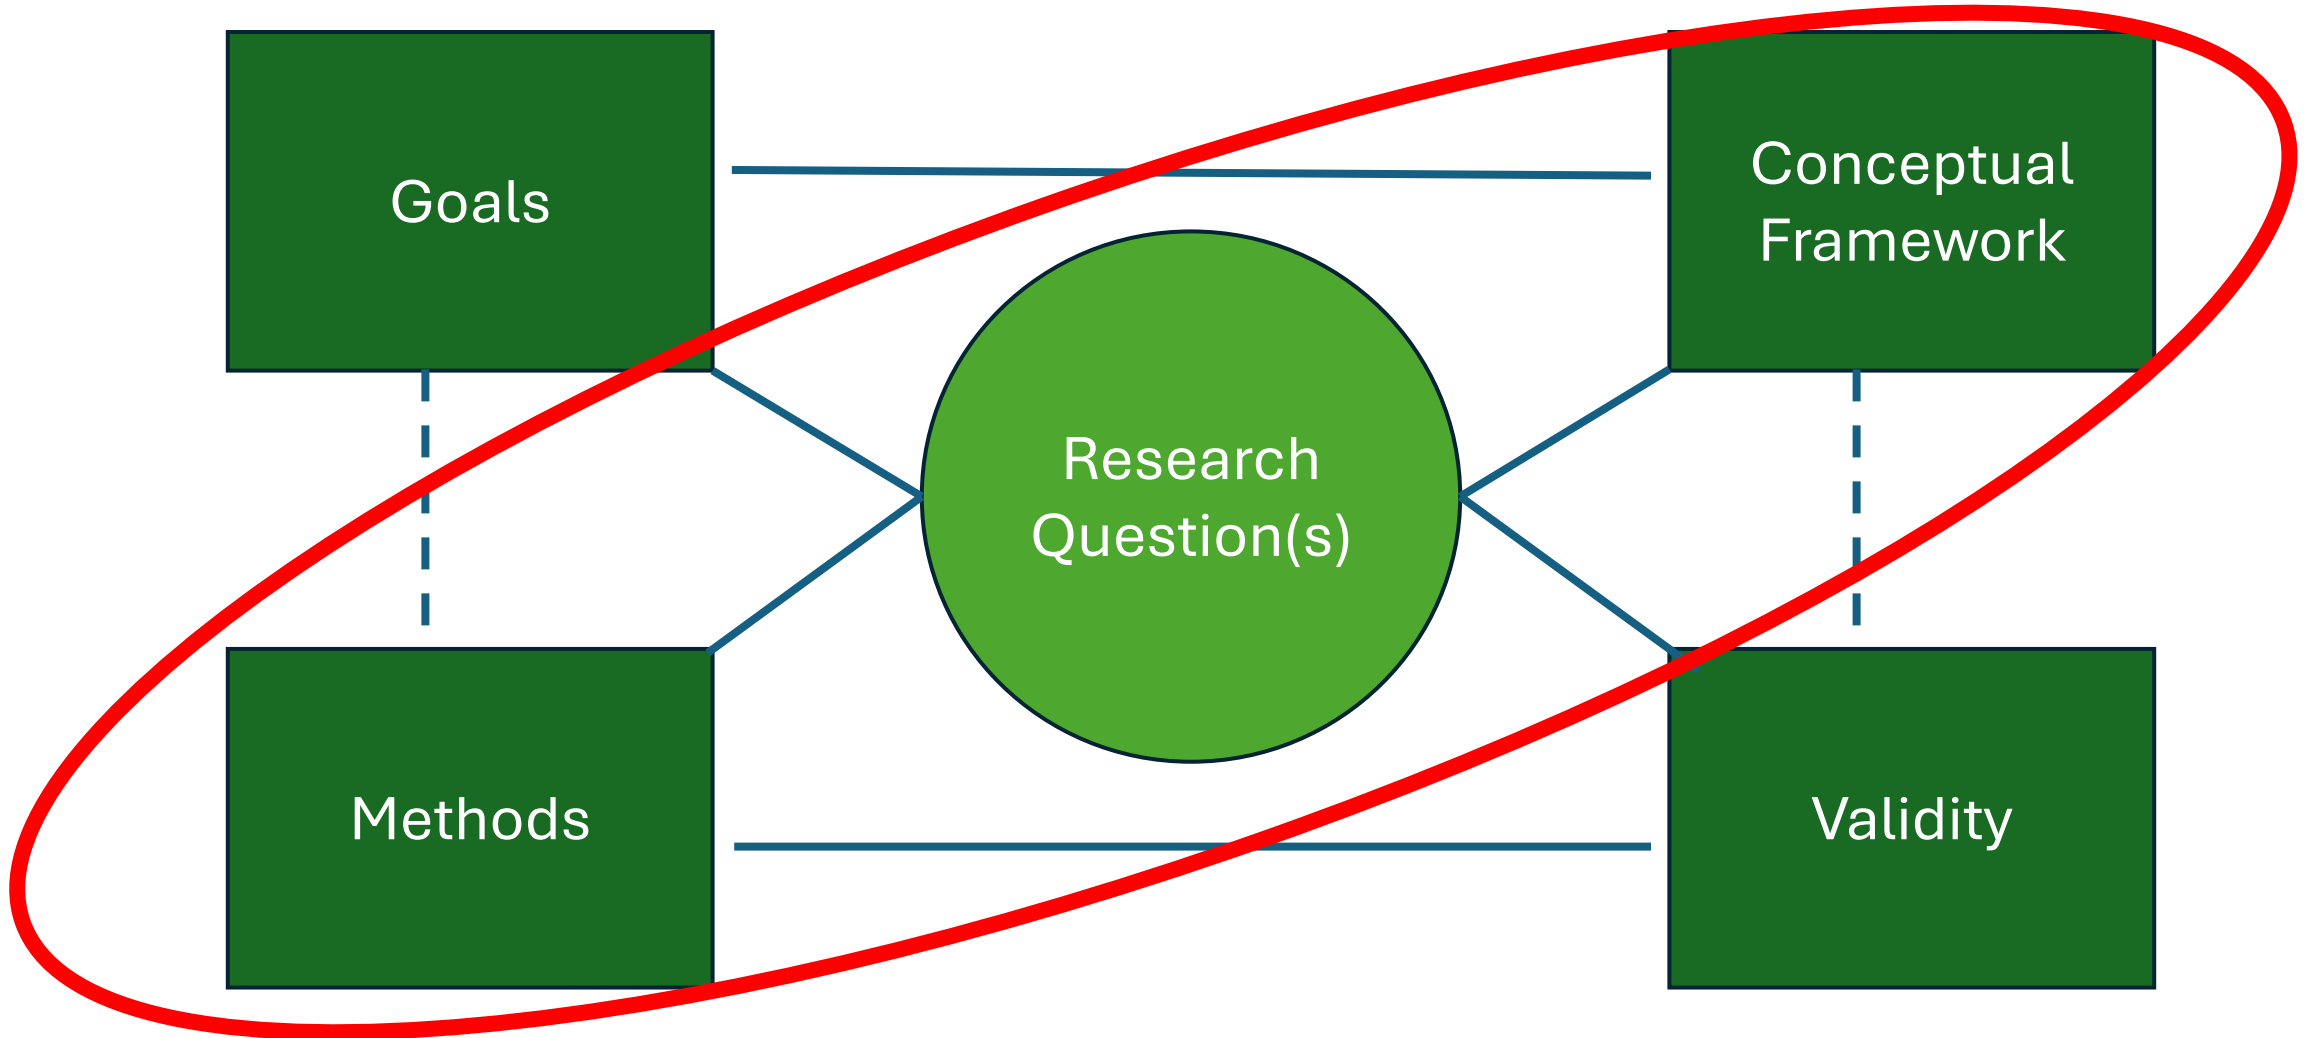 Goals
Conceptual
Framework
Research
Question(s)
Methods
Validity